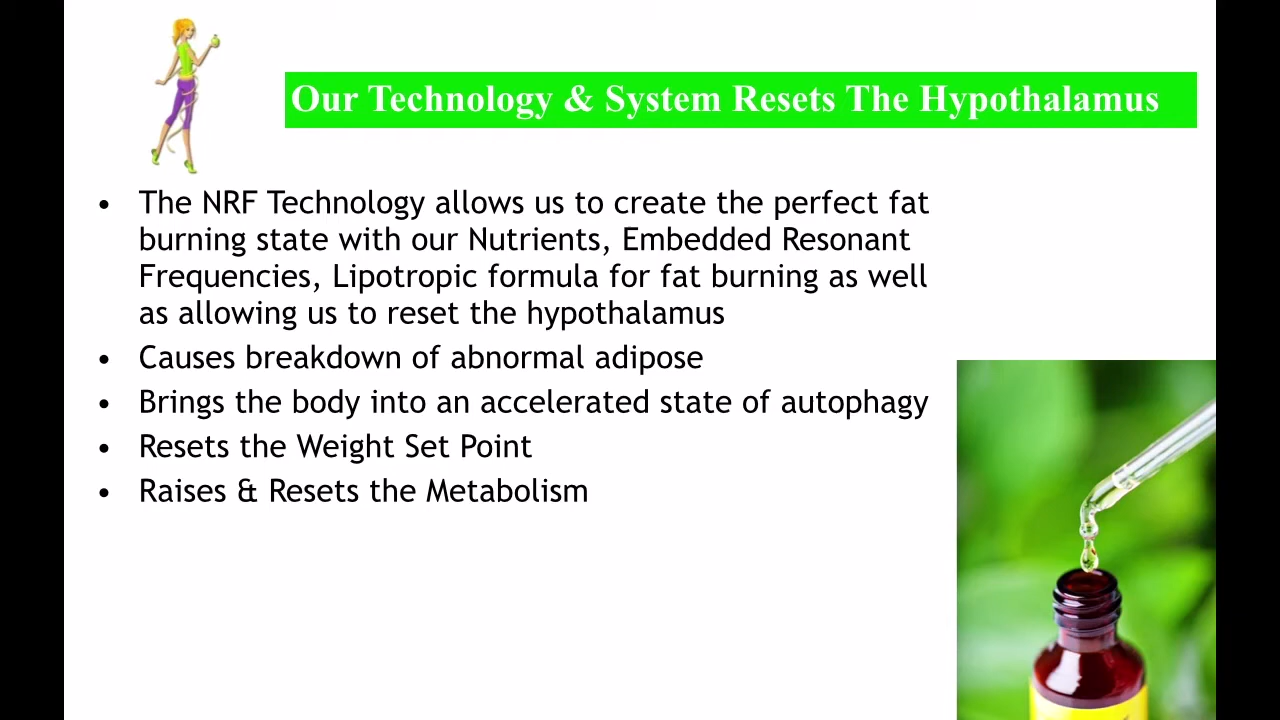 Our Technology & System Resets The Hypothalamus
• The NRF Technology allows us to create the perfect fat
burning state with our Nutrients, Embedded Resonant
Frequencies, Lipotropic formula for fat burning as well
as allowing us to reset the hypothalamus
• Causes breakdown of abnormal adipose
• Brings the body into an accelerated state of autophagy
• Resets the Weight Set Point
• Raises & Resets the Metabolism